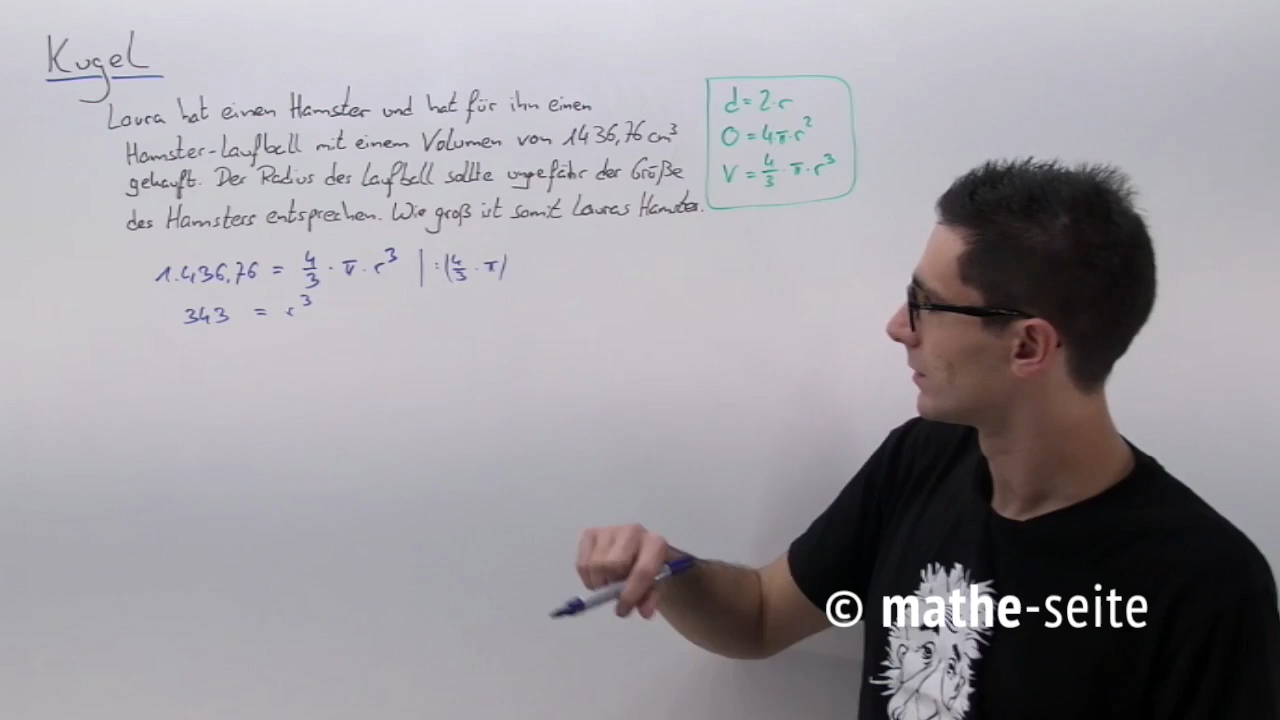 Kugel
Laura hat einen Hamster und hat für ihn einen
Hamster-Laufball mit einem Volumen von 1436,76 cm³
gekauft. Der Radius des Laufball sollte ungefähr der Größe
des Hamsters entsprechen. Wie groß ist somit Lauras Hamster.
d = 2·r
O = 4π·r²
V = 4/3 · π · r³
1.436,76 = 4/3 · π · r³ | :(4/3 · π)
343 = r³
© mathe-seite